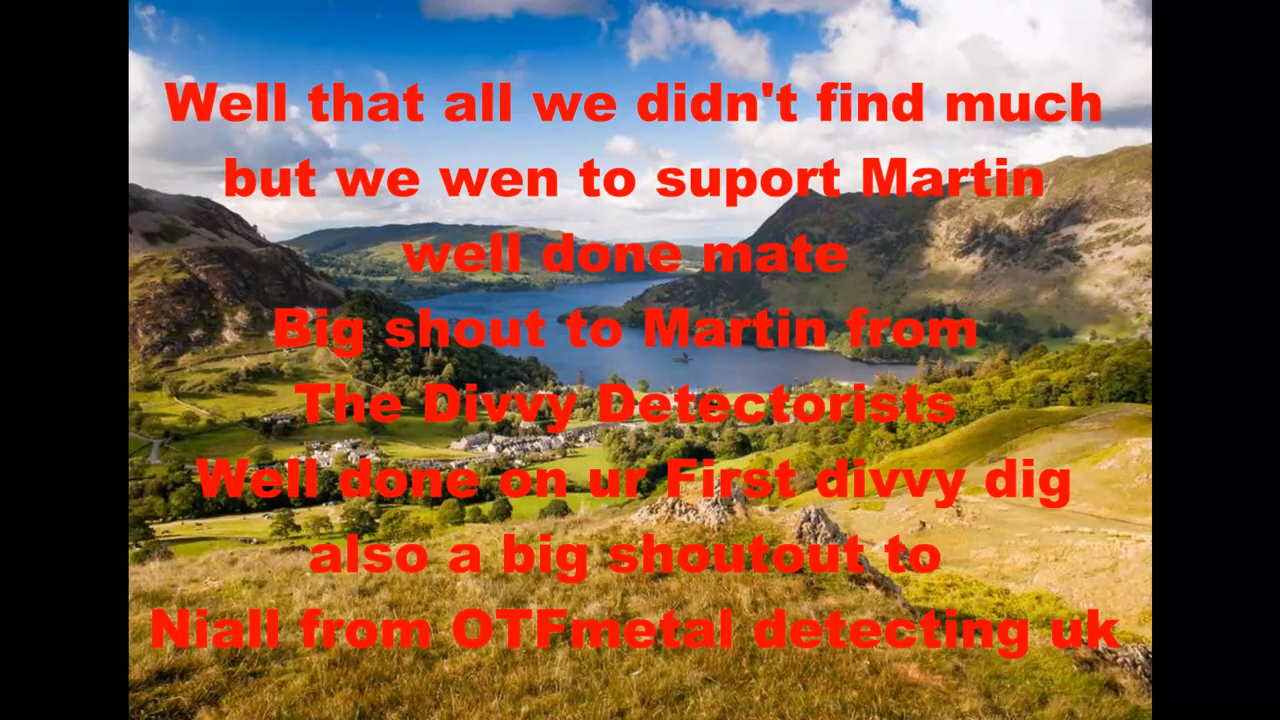 Well that all we didn't find much
but we wen to suport Martin
well done mate
Big shout to Martin from
The Divvy Detectorists
Well done on ur First divvy dig
also a big shoutout to
Niall from OTFmetal detecting uk